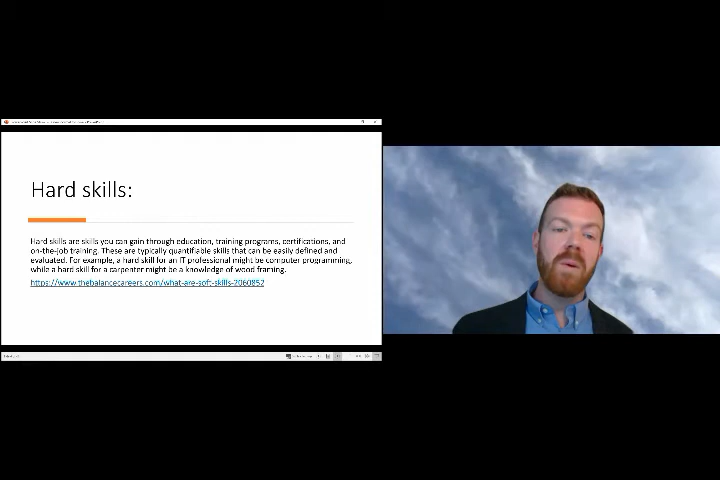 Hard skills:
Hard skills are skills you can gain through education, training programs, certifications, and
on-the-job training. These are typically quantifiable skills that can be easily defined and
evaluated. For example, a hard skill for an IT professional might be computer programming,
while a hard skill for a carpenter might be a knowledge of wood framing.
https://www.thebalancecareers.com/what-are-soft-skills-2060852